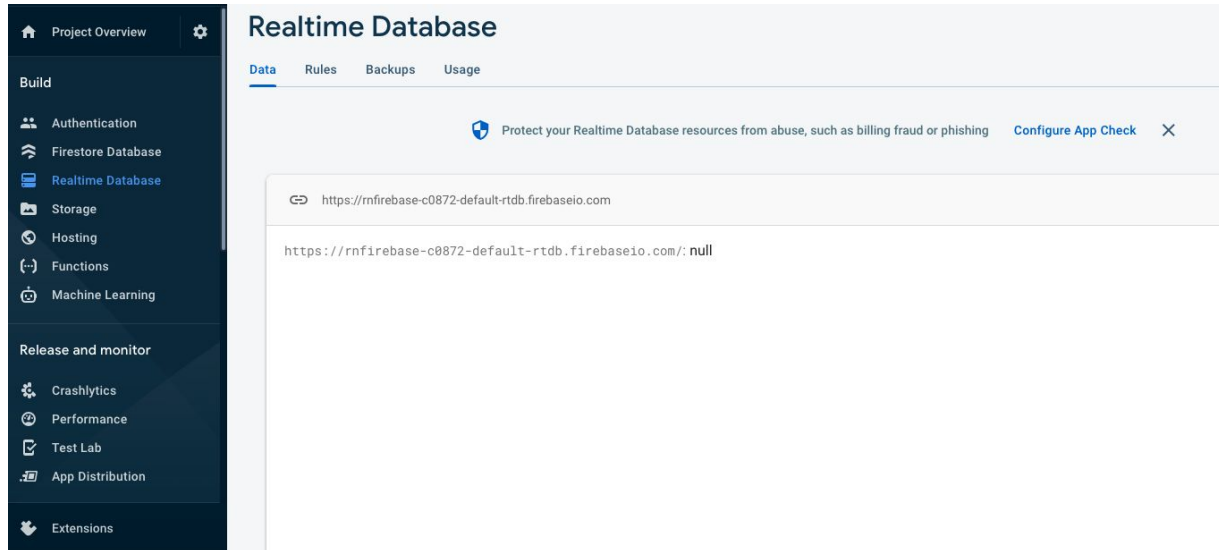 Project Overview
Build
Authentication
Firestore Database
Realtime Database
Storage
Hosting
Functions
Machine Learning
Release and monitor
Crashlytics
Performance
Test Lab
App Distribution
Extensions
Realtime Database
Data Rules Backups Usage
Protect your Realtime Database resources from abuse, such as billing fraud or phishing Configure App Check
https://rnfirebase-c0872-default-rtdb.firebaseio.com
https://rnfirebase-c0872-default-rtdb.firebaseio.com/: null